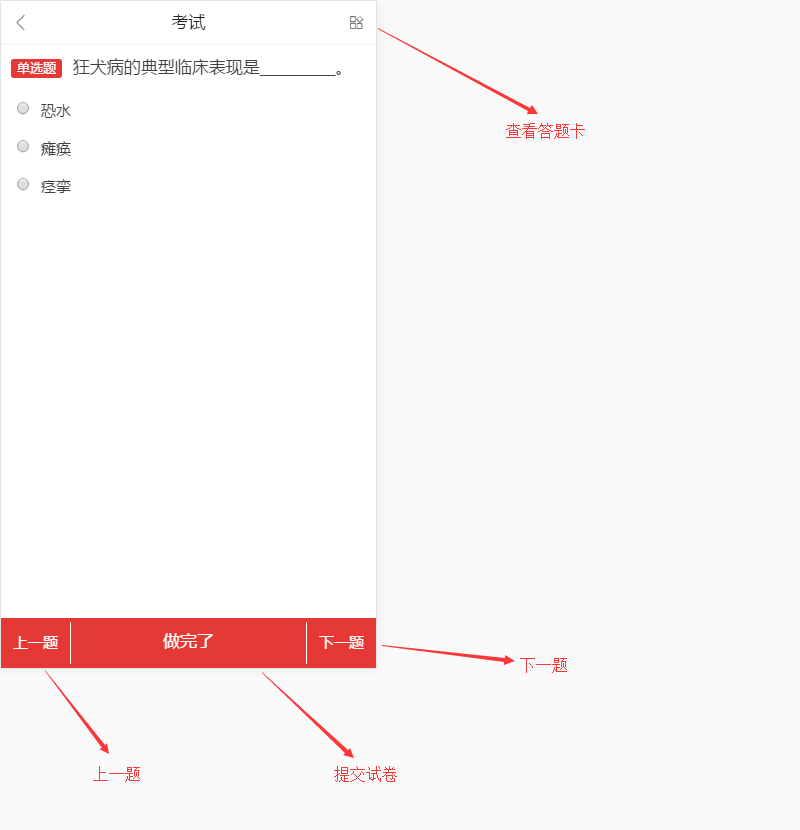 考试
单选题 狂犬病的典型临床表现是_________。
查看答题卡
恐水
瘫痪
痉挛
上一题 做完了 下一题
下一题
上一题
提交试卷